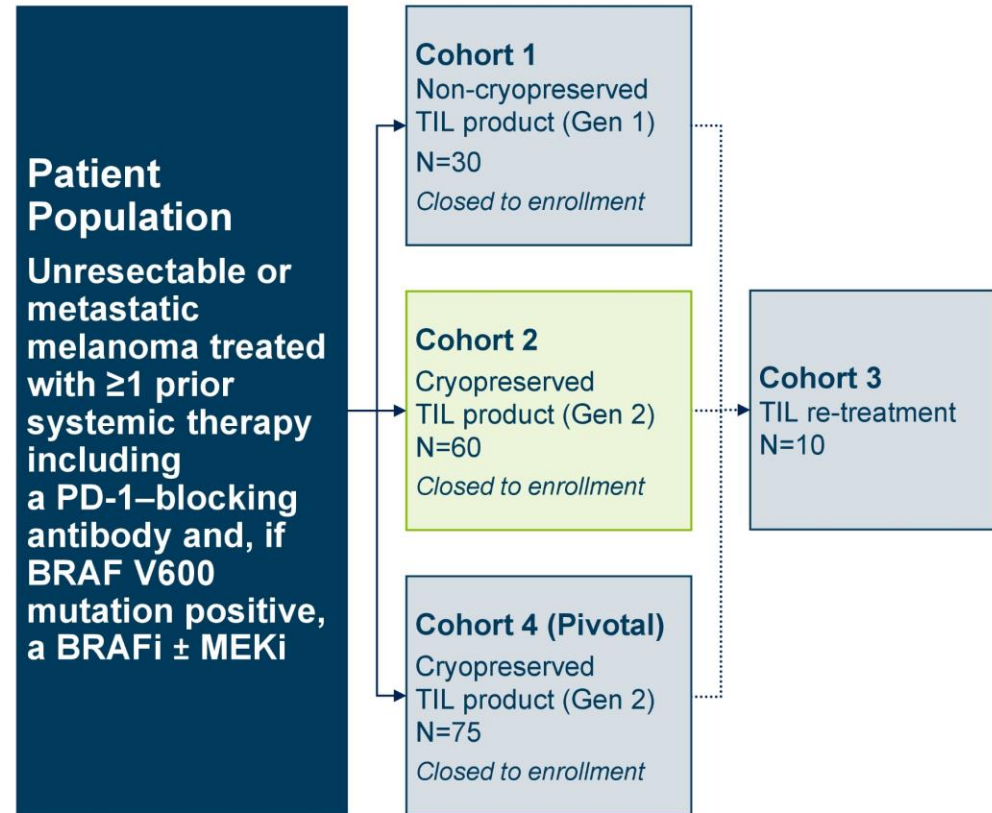 Patient
Population
Unresectable or
metastatic
melanoma treated
with ≥1 prior
systemic therapy
including
a PD-1–blocking
antibody and, if
BRAF V600
mutation positive,
a BRAFi ± MEKi
Cohort 1
Non-cryopreserved
TIL product (Gen 1)
N=30
Closed to enrollment
Cohort 2
Cryopreserved
TIL product (Gen 2)
N=60
Closed to enrollment
Cohort 4 (Pivotal)
Cryopreserved
TIL product (Gen 2)
N=75
Closed to enrollment
Cohort 3
TIL re-treatment
N=10